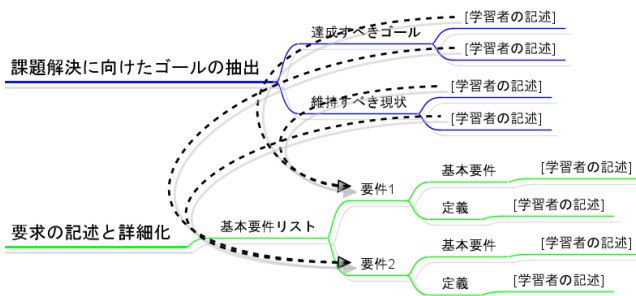 [学習者の記述]
達成すべきゴール
[学習者の記述]
課題解決に向けたゴールの抽出
[学習者の記述]
維持すべき現状
[学習者の記述]
基本要件
[学習者の記述]
要件1
定義
[学習者の記述]
要求の記述と詳細化
基本要件リスト
基本要件
[学習者の記述]
要件2
定義
[学習者の記述]